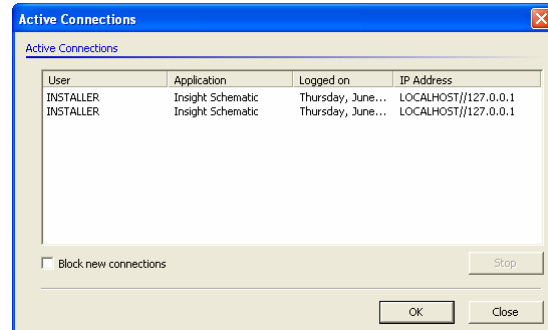 Active Connections
Active Connections
User Application Logged on IP Address
INSTALLER Insight Schematic Thursday, June... LOCALHOST//127.0.0.1
INSTALLER Insight Schematic Thursday, June... LOCALHOST//127.0.0.1
Block new connections Stop
OK Close